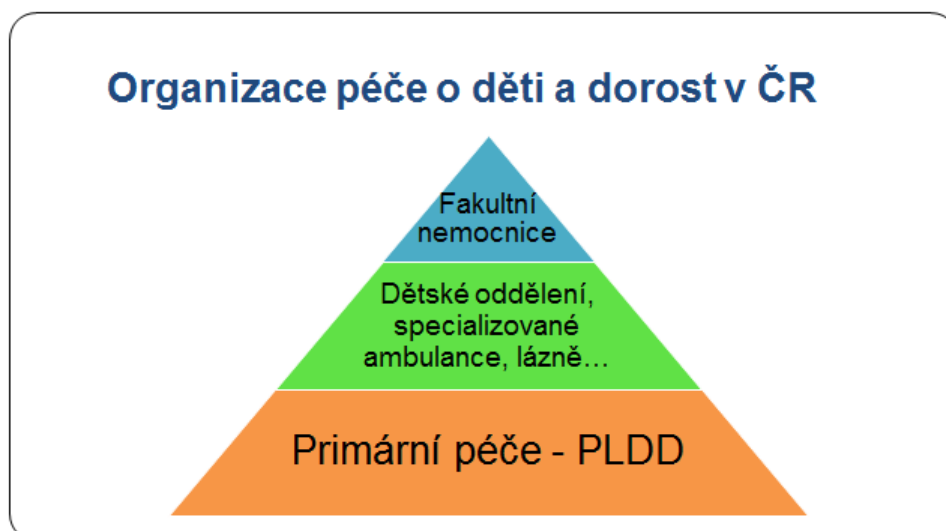 Organizace péče o děti a dorost v ČR
Fakultní
nemocnice
Dětské oddělení,
specializované
ambulance, lázně…
Primární péče - PLDD